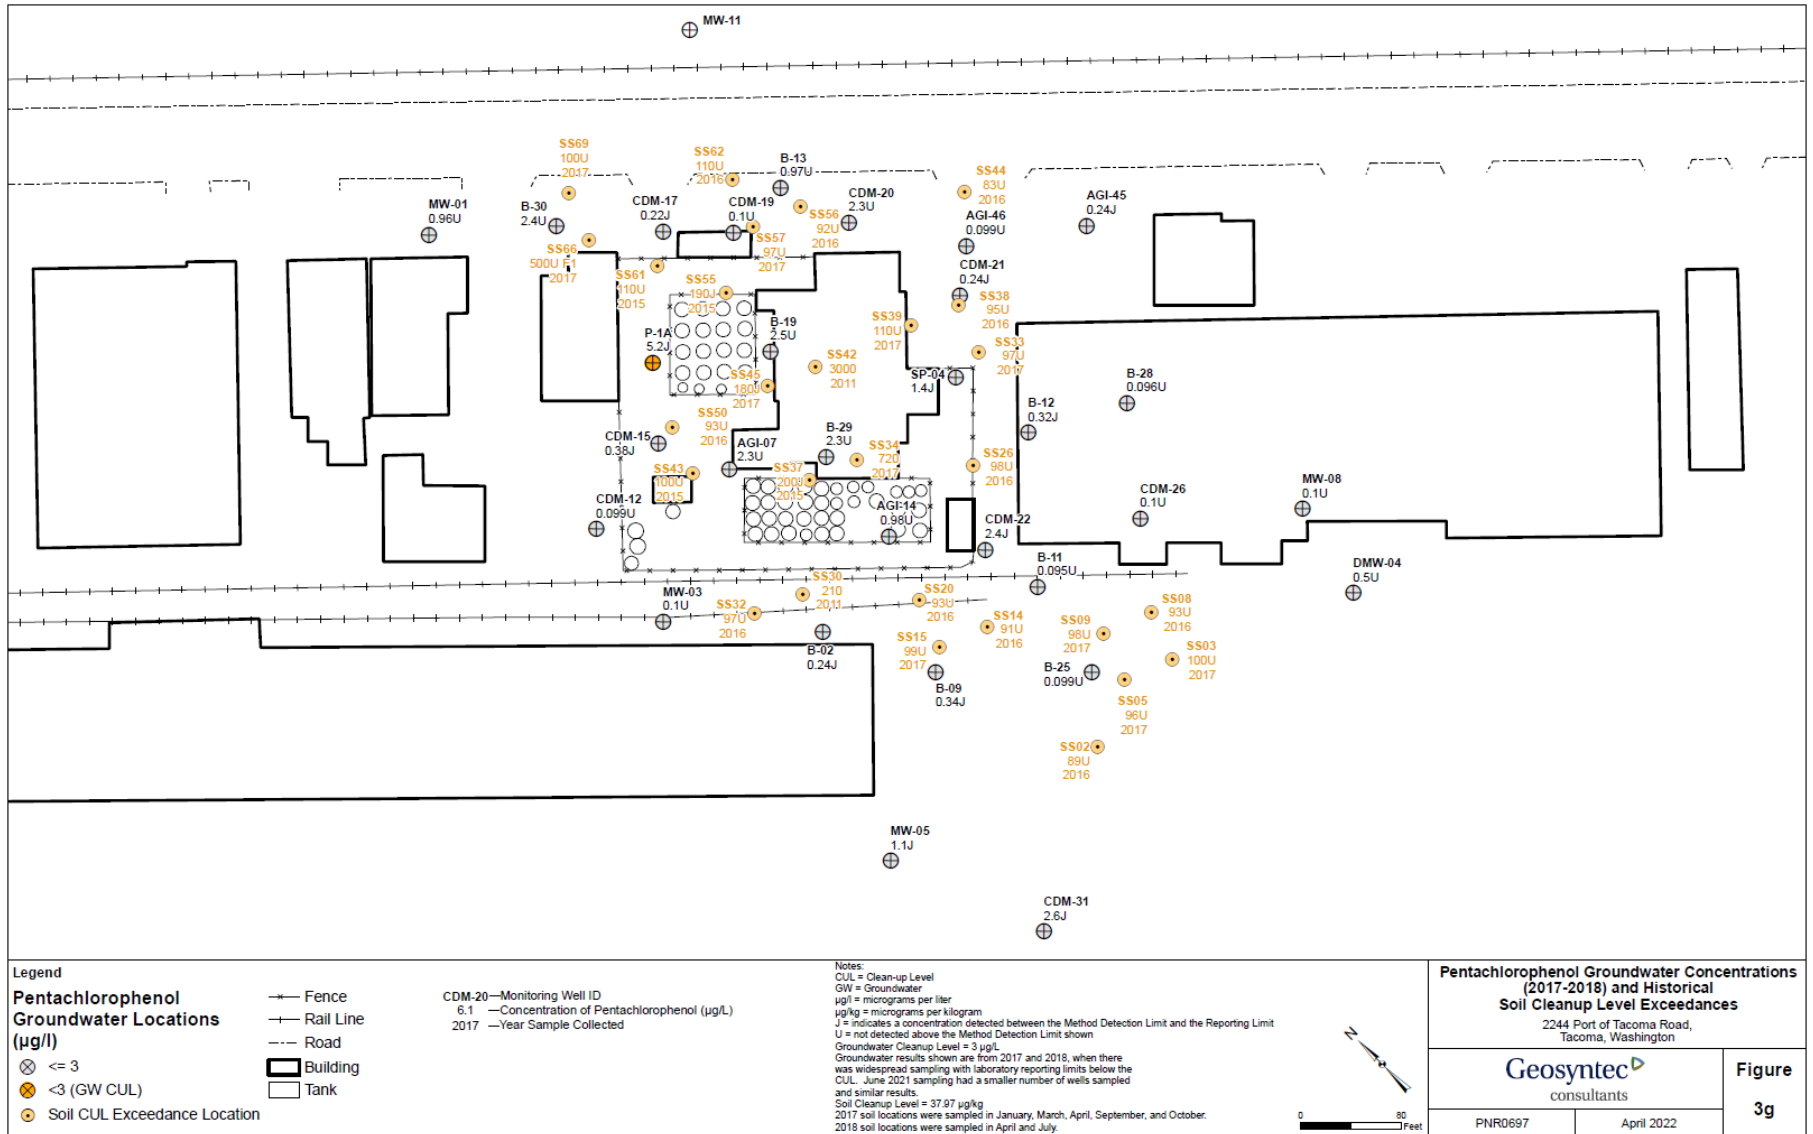 MW-11
SS69
100U
2017
SS62
110U
2016
B-13
0.97U
SS44
83U
2016
MW-01
0.96U
B-30
2.4U
CDM-17
0.22J
CDM-19
0.1U
CDM-20
2.3U
SS56
92U
2016
AGI-46
0.099U
AGI-45
0.24J
SS66
500U F1
2017
SS57
97U
2017
SS61
110U
2015
SS55
190J
2015
CDM-21
0.24J
SS38
95U
2016
P-1A
5.2J
B-19
2.5U
SS39
110U
2017
SS33
97U
2017
SS42
3000
2011
SS45
180J
2017
SP-04
1.4J
B-28
0.096U
B-12
0.32J
SS50
93U
2016
CDM-15
0.38J
AGI-07
2.3U
B-29
2.3U
SS34
720
2017
SS26
98U
2016
SS43
100U
2015
SS37
200J
2015
CDM-12
0.099U
AGI-14
0.98U
CDM-22
2.4J
CDM-26
0.1U
MW-08
0.1U
B-11
0.095U
DMW-04
0.5U
MW-03
0.1U
SS32
97U
2016
SS30
210
2011
SS20
93U
2016
SS14
91U
2016
SS09
98U
2017
SS08
93U
2016
B-02
0.24J
SS15
99U
2017
B-09
0.34J
B-25
0.099U
SS03
100U
2017
SS05
96U
2017
SS02
89U
2016
MW-05
1.1J
CDM-31
2.6J
Legend
Pentachlorophenol
Groundwater Locations
(µg/l)
<= 3
<3 (GW CUL)
Soil CUL Exceedance Location
Fence
Rail Line
Road
Building
Tank
CDM-20 Monitoring Well ID
6.1 Concentration of Pentachlorophenol (µg/L)
2017 Year Sample Collected
Notes:
CUL = Clean-up Level
GW = Groundwater
µg/l = micrograms per liter
µg/kg = micrograms per kilogram
J = indicates a concentration detected between the Method Detection Limit and the Reporting Limit
U = not detected above the Method Detection Limit shown
Groundwater Cleanup Level = 3 µg/L
Groundwater results shown are from 2017 and 2018, when there
was widespread sampling with laboratory reporting limits below the
CUL. June 2021 sampling had a smaller number of wells sampled
and similar results.
Soil Cleanup Level = 37.97 µg/kg
2017 soil locations were sampled in January, March, April, September, and October.
2018 soil locations were sampled in April and July.
N
0 80
Feet
Pentachlorophenol Groundwater Concentrations
(2017-2018) and Historical
Soil Cleanup Level Exceedances
2244 Port of Tacoma Road,
Tacoma, Washington
Geosyntec
consultants
Figure
3g
PNR0697
April 2022